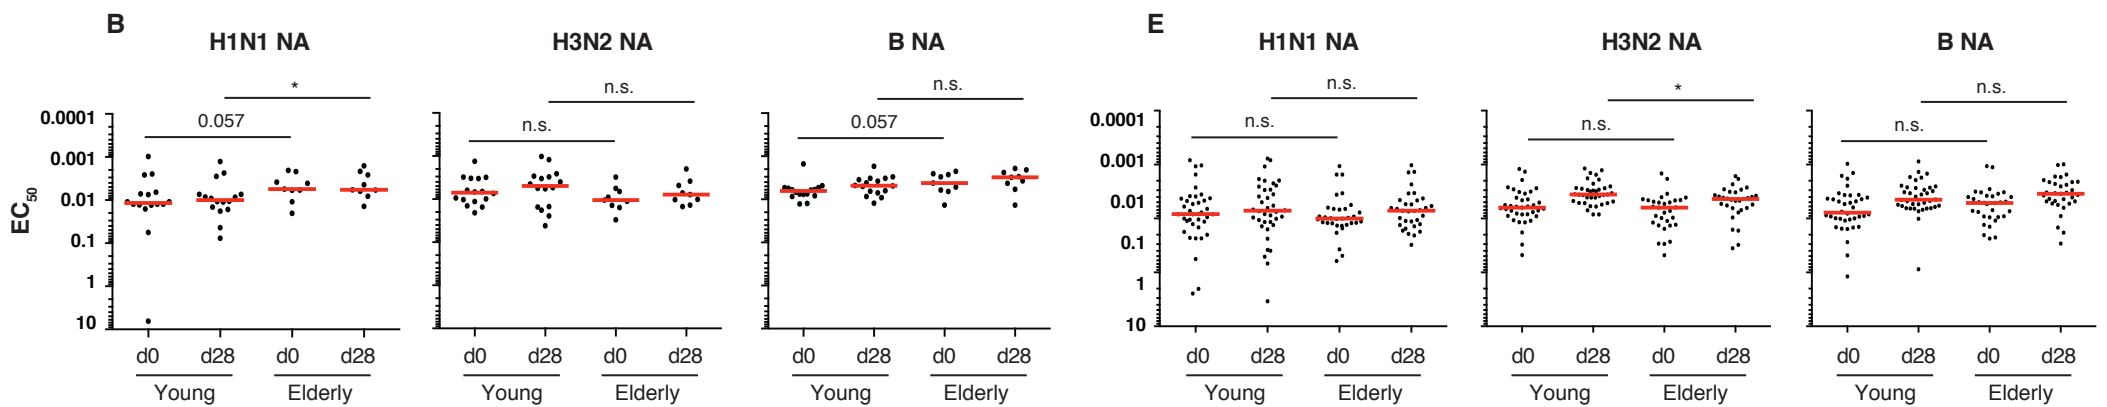 B
H1N1 NA
H3N2 NA
B NA
* n.s. n.s.
0.057 n.s. 0.057
EC50
0.0001
0.001
0.01
0.1
1
10
d0 d28 d0 d28
Young Elderly
d0 d28 d0 d28
Young Elderly
d0 d28 d0 d28
Young Elderly
E
H1N1 NA
H3N2 NA
B NA
n.s. * n.s.
n.s. n.s. n.s.
0.0001
0.001
0.01
0.1
1
10
d0 d28 d0 d28
Young Elderly
d0 d28 d0 d28
Young Elderly
d0 d28 d0 d28
Young Elderly